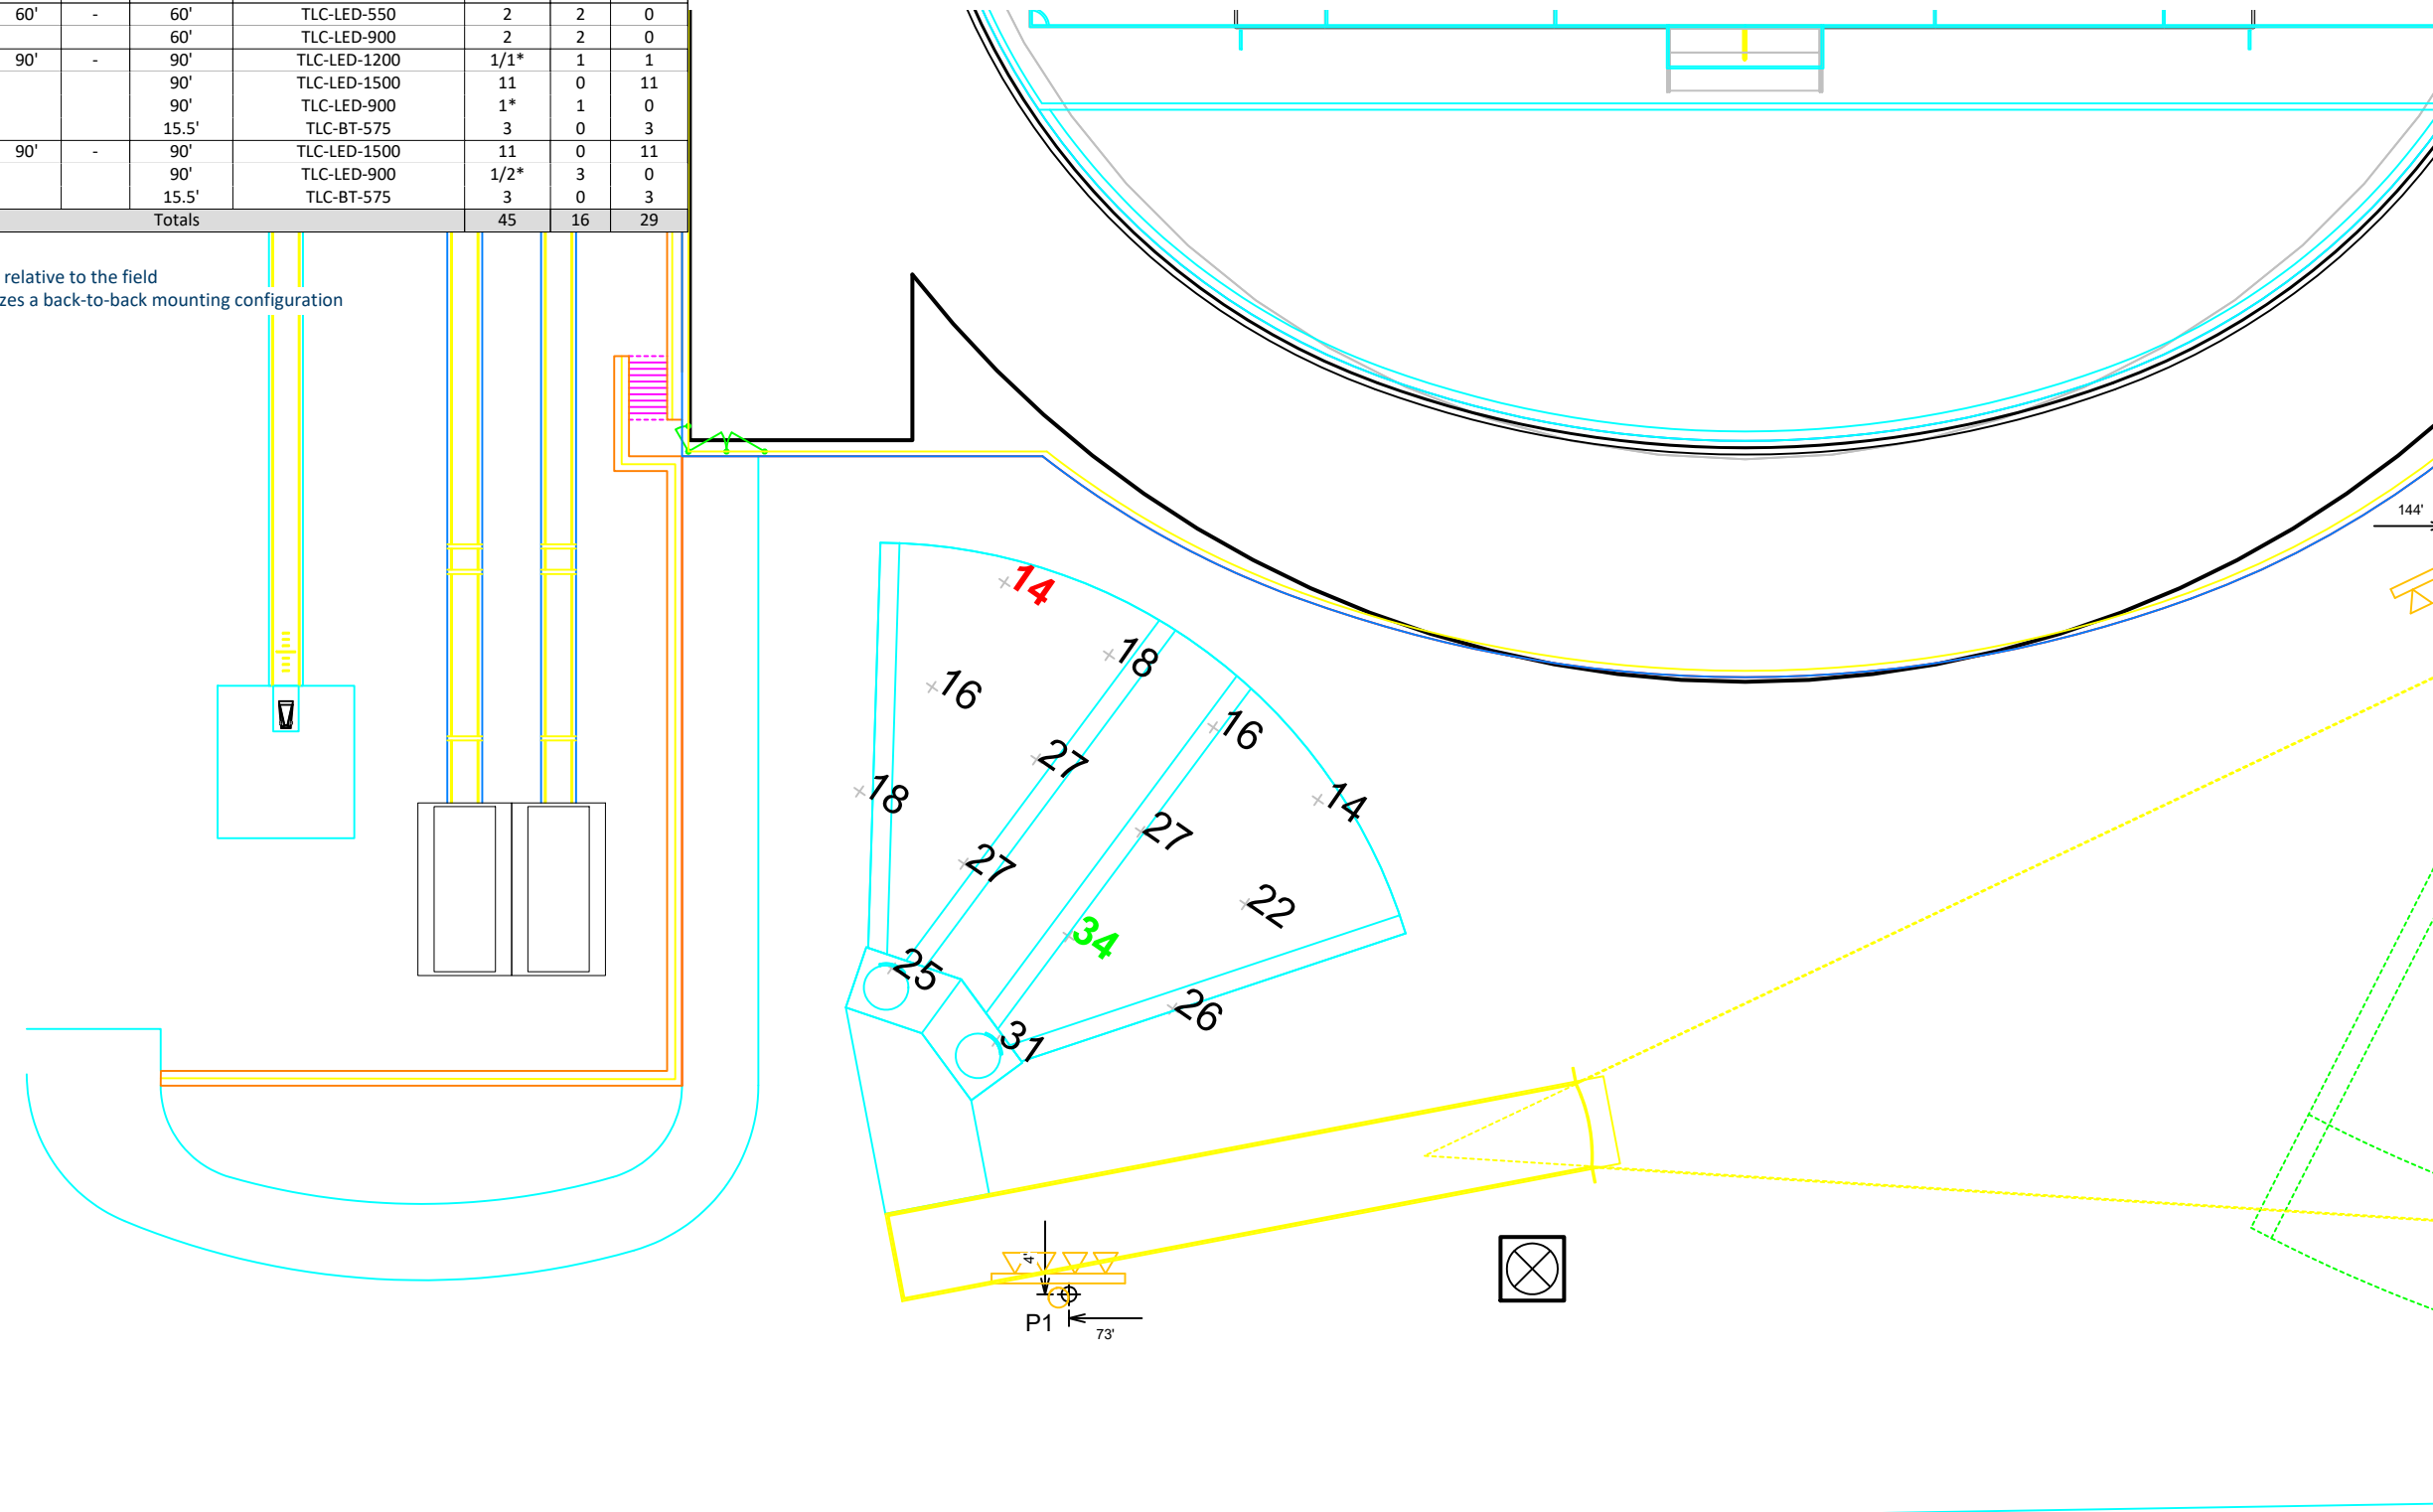 60' - 60' TLC-LED-550 2 2 0
60' TLC-LED-900 2 2 0
90' - 90' TLC-LED-1200 1/1* 1 1
90' TLC-LED-1500 11 0 11
90' TLC-LED-900 1* 1 0
15.5' TLC-BT-575 3 0 3
90' - 90' TLC-LED-1500 11 0 11
90' TLC-LED-900 1/2* 3 0
15.5' TLC-BT-575 3 0 3
Totals 45 16 29
relative to the field
zes a back-to-back mounting configuration
144'
14
18
16
16
27
18
14
27
27
22
34
25
26
31
4'
P1
73'